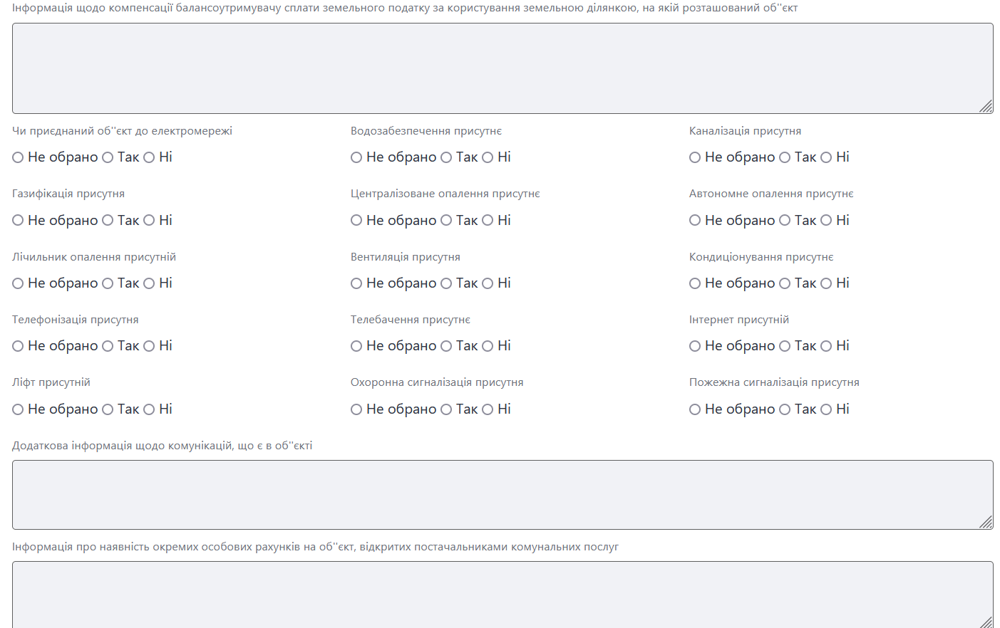 Інформація щодо компенсації балансоутримувачу сплати земельного податку за користування земельною ділянкою, на якій розташований об''єкт
Чи приєднаний об''єкт до електромережі
Не обрано Так Ні
Водозабезпечення присутнє
Не обрано Так Ні
Каналізація присутня
Не обрано Так Ні
Газифікація присутня
Не обрано Так Ні
Централізоване опалення присутнє
Не обрано Так Ні
Автономне опалення присутнє
Не обрано Так Ні
Лічильник опалення присутній
Не обрано Так Ні
Вентиляція присутня
Не обрано Так Ні
Кондиціонування присутнє
Не обрано Так Ні
Телефонізація присутня
Не обрано Так Ні
Телебачення присутнє
Не обрано Так Ні
Інтернет присутній
Не обрано Так Ні
Ліфт присутній
Не обрано Так Ні
Охоронна сигналізація присутня
Не обрано Так Ні
Пожежна сигналізація присутня
Не обрано Так Ні
Додаткова інформація щодо комунікацій, що є в об''єкті
Інформація про наявність окремих особових рахунків на об''єкт, відкритих постачальниками комунальних послуг